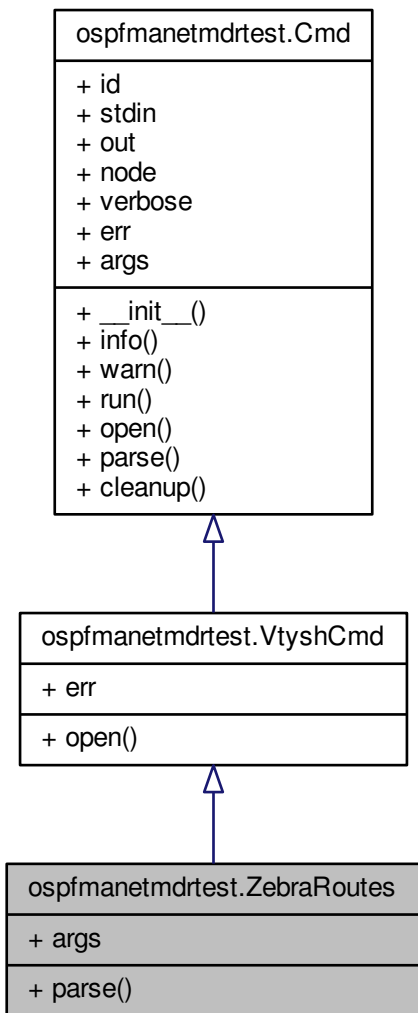 ospfmanetmdrtest.Cmd
+ id
+ stdin
+ out
+ node
+ verbose
+ err
+ args
+ __init__()
+ info()
+ warn()
+ run()
+ open()
+ parse()
+ cleanup()
ospfmanetmdrtest.VtyshCmd
+ err
+ open()
ospfmanetmdrtest.ZebraRoutes
+ args
+ parse()